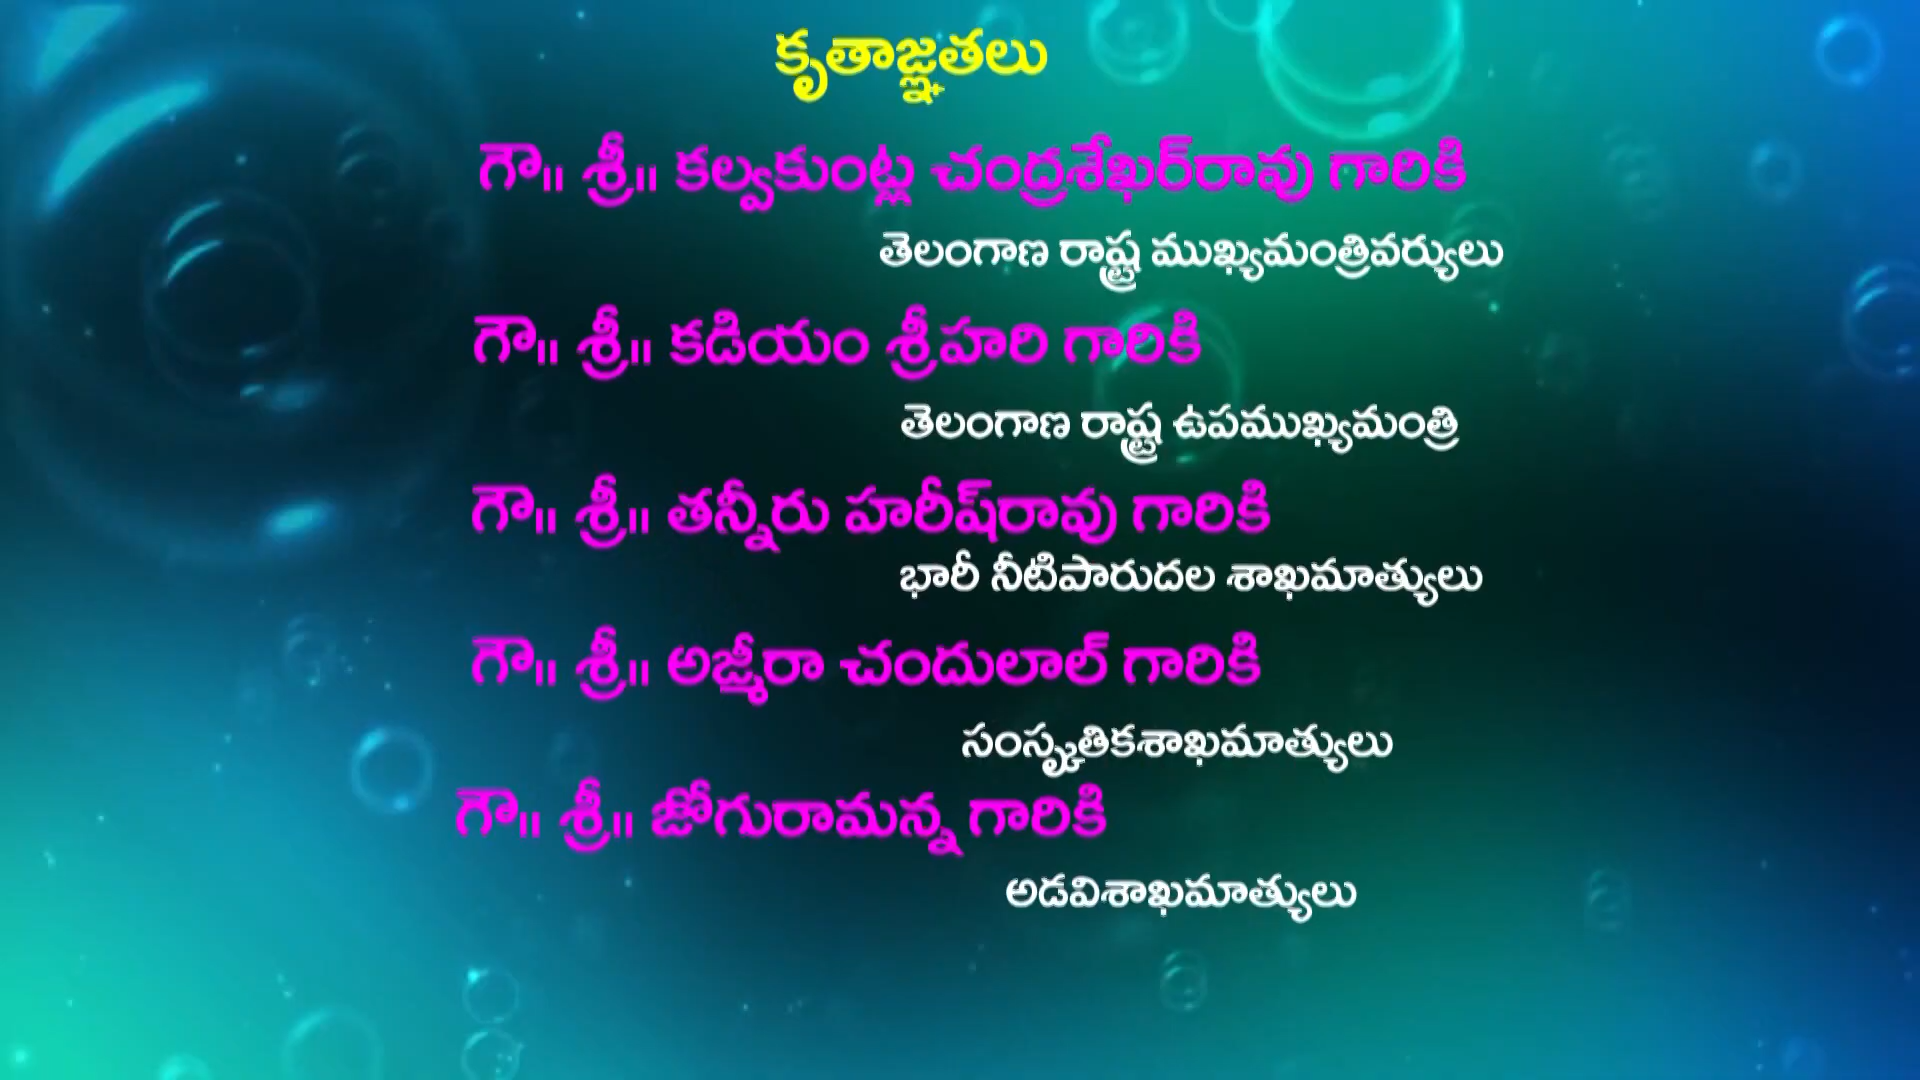 కృతాజ్ఞతలు
గౌ॥ శ్రీ॥ కల్వకుంట్ల చంద్రశేఖర్‌రావు గారికి
తెలంగాణ రాష్ట్ర ముఖ్యమంత్రివర్యులు
గౌ॥ శ్రీ॥ కడియం శ్రీహరి గారికి
తెలంగాణ రాష్ట్ర ఉపముఖ్యమంత్రి
గౌ॥ శ్రీ॥ తన్నీరు హరీష్‌రావు గారికి
భారీ నీటిపారుదల శాఖమాత్యులు
గౌ॥ శ్రీ॥ అజ్మీరా చందులాల్ గారికి
సంస్కృతికశాఖమాత్యులు
గౌ॥ శ్రీ॥ జోగురామన్న గారికి
అడవిశాఖమాత్యులు